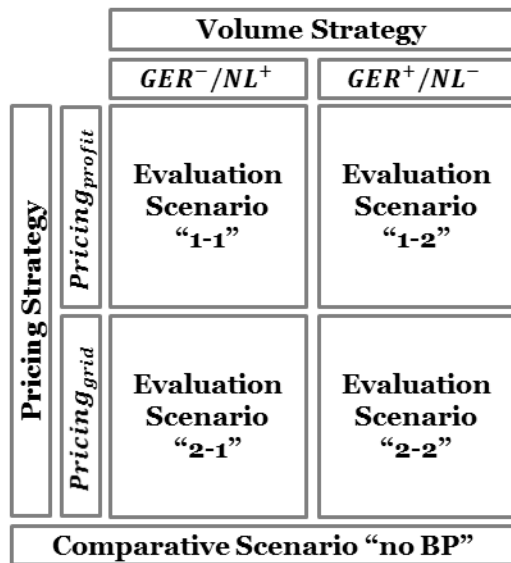 Volume Strategy
GER⁻/NL⁺
GER⁺/NL⁻
Pricing Strategy
Pricing_profit
Evaluation
Scenario
“1-1”
Evaluation
Scenario
“1-2”
Pricing_grid
Evaluation
Scenario
“2-1”
Evaluation
Scenario
“2-2”
Comparative Scenario “no BP”